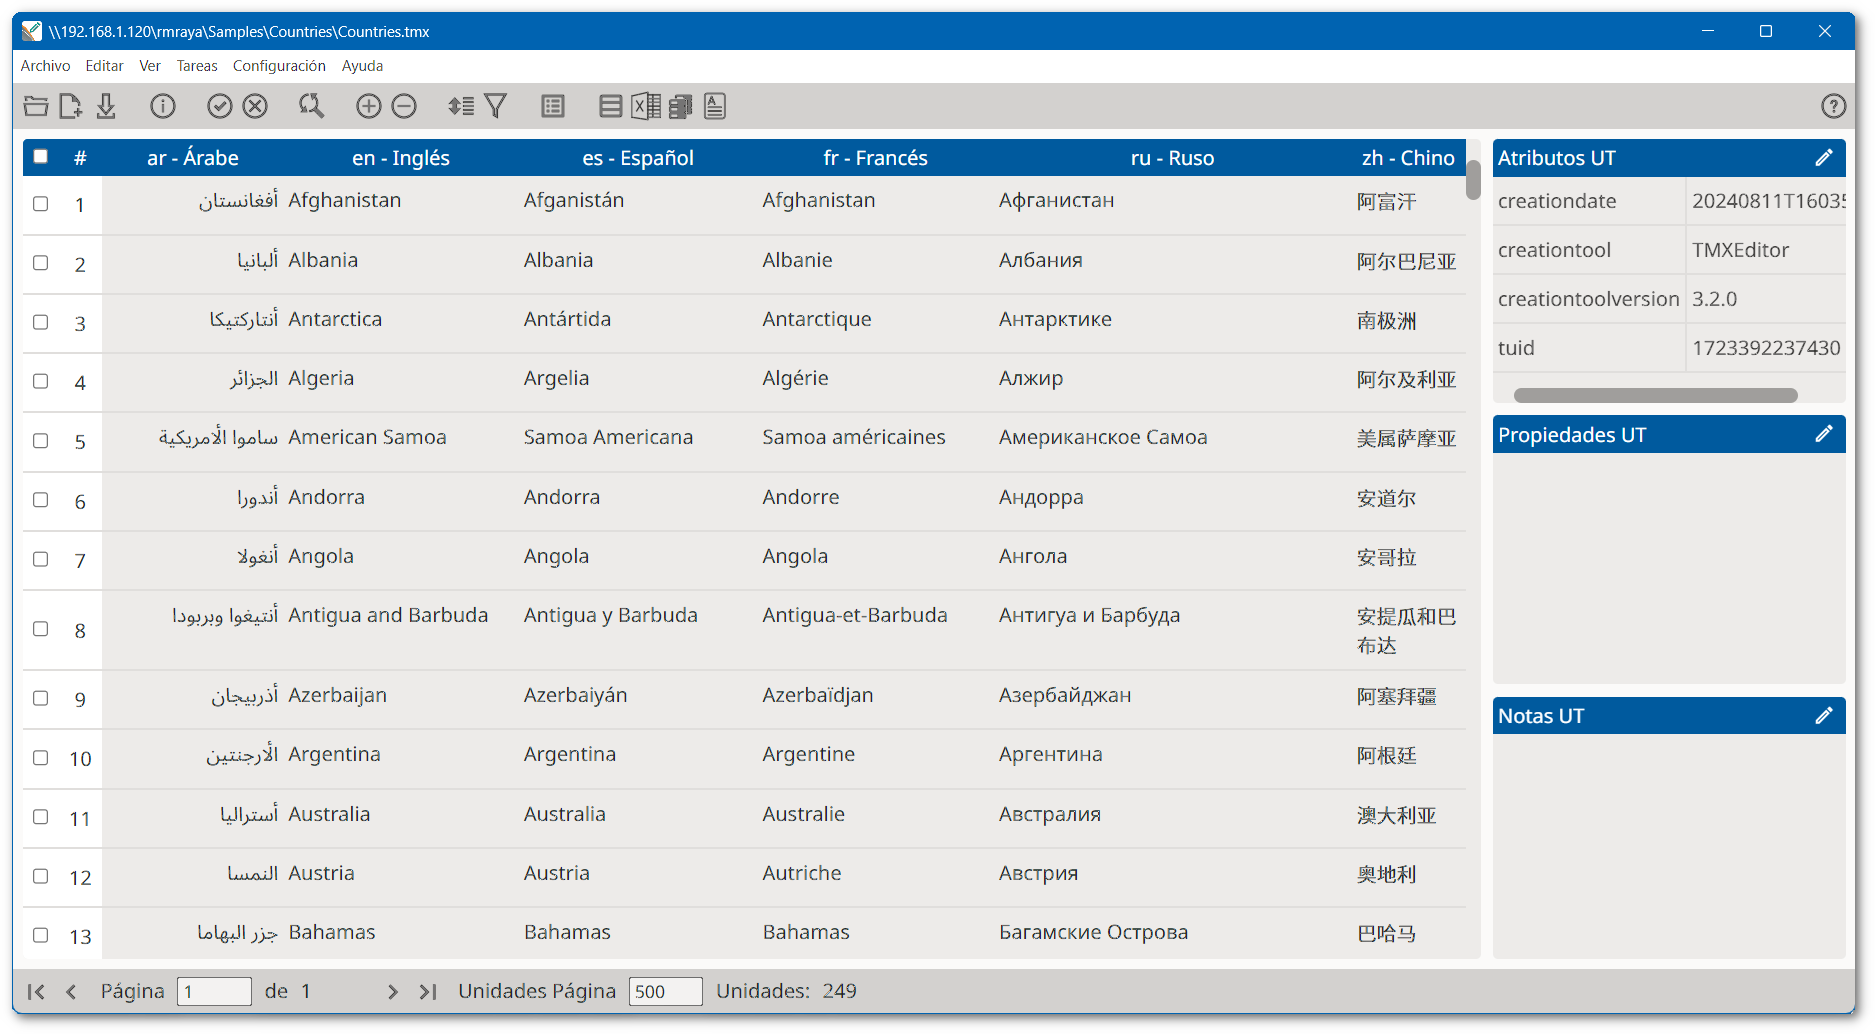 \\192.168.1.120\rmraya\Samples\Countries\Countries.tmx
Archivo Editar Ver Tareas Configuración Ayuda
# ar - Árabe en - Inglés es - Español fr - Francés ru - Ruso zh - Chino
1 أفغانستان Afghanistan Afganistán Afghanistan Афганистан 阿富汗
2 ألبانيا Albania Albania Albanie Албания 阿尔巴尼亚
3 أنتاركتيكا Antarctica Antártida Antarctique Антарктике 南极洲
4 الجزائر Algeria Argelia Algérie Алжир 阿尔及利亚
5 ساموا الأمريكية American Samoa Samoa Americana Samoa américaines Американское Самоа 美属萨摩亚
6 أندورا Andorra Andorra Andorre Андорра 安道尔
7 أنغولا Angola Angola Angola Ангола 安哥拉
8 أنتيغوا وبربودا Antigua and Barbuda Antigua y Barbuda Antigua-et-Barbuda Антигуа и Барбуда 安提瓜和巴
布达
9 أذربيجان Azerbaijan Azerbaiyán Azerbaïdjan Азербайджан 阿塞拜疆
10 الأرجنتين Argentina Argentina Argentine Аргентина 阿根廷
11 أستراليا Australia Australia Australie Австралия 澳大利亚
12 النمسا Austria Austria Autriche Австрия 奥地利
13 جزر البهاما Bahamas Bahamas Bahamas Багамские Острова 巴哈马
Atributos UT
creationdate 20240811T16035
creationtool TMXEditor
creationtoolversion 3.2.0
tuid 1723392237430
Propiedades UT
Notas UT
Página 1 de 1 Unidades Página 500 Unidades: 249